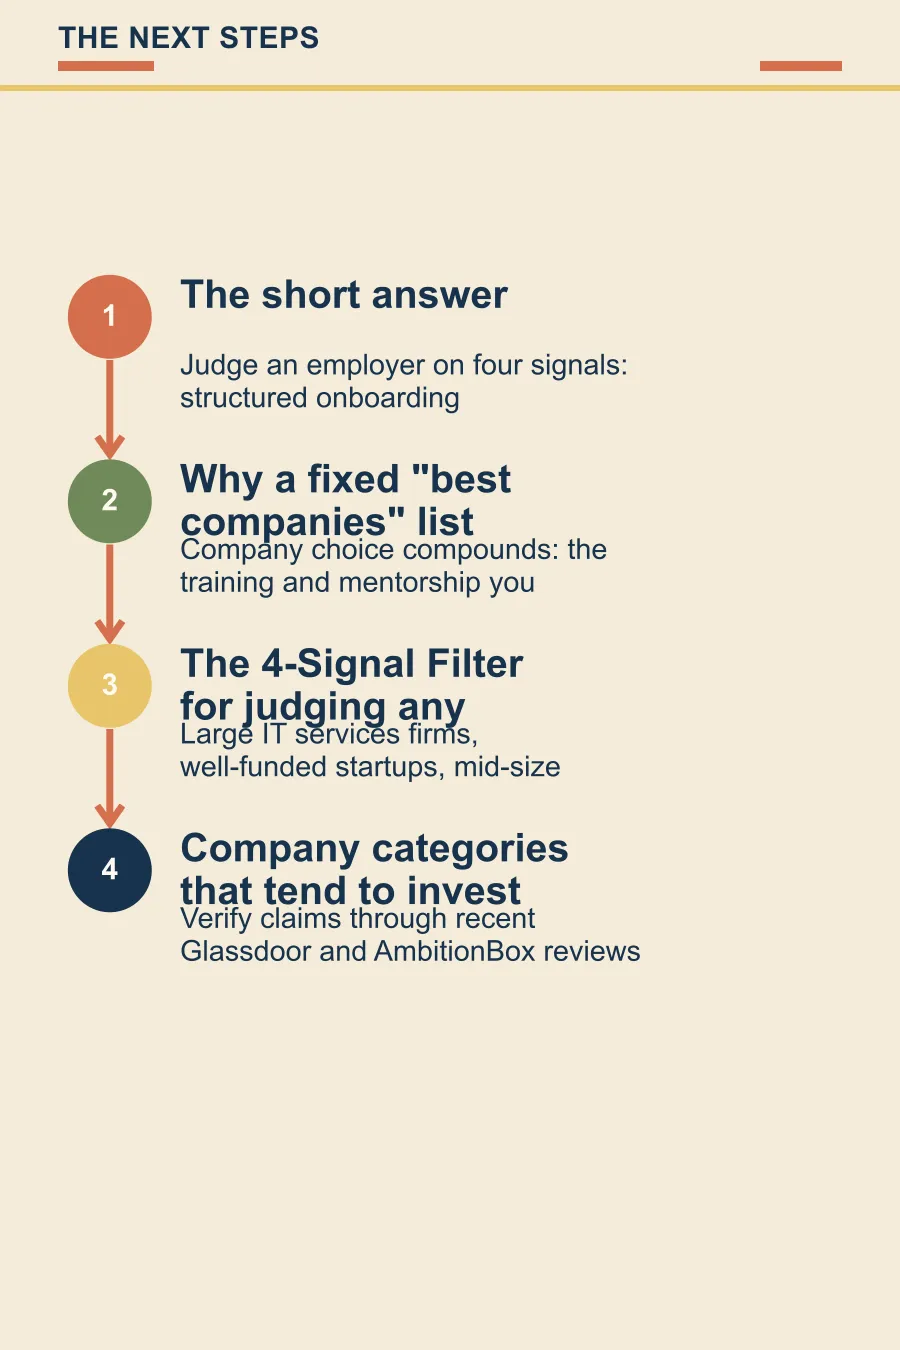 THE NEXT STEPS
1
The short answer
Judge an employer on four signals:
structured onboarding
2
Why a fixed "best
companies" list
Company choice compounds: the
training and mentorship you
3
The 4-Signal Filter
for judging any
Large IT services firms,
well-funded startups, mid-size
4
Company categories
that tend to invest
Verify claims through recent
Glassdoor and AmbitionBox reviews